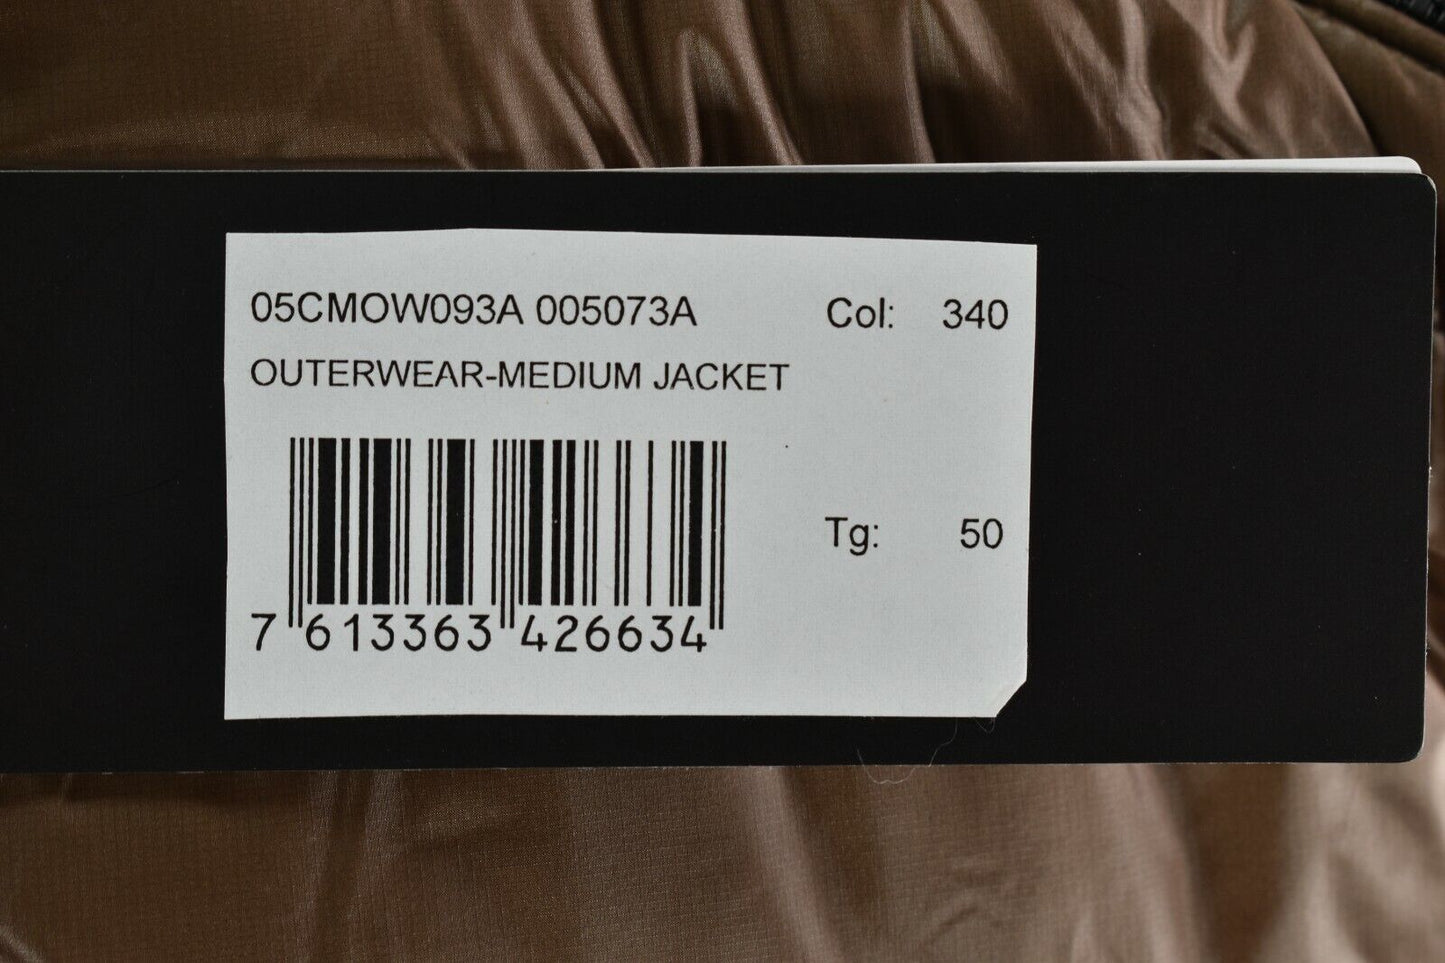 05CMOW093A 005073A Col: 340
OUTERWEAR-MEDIUM JACKET
Tg: 50
7 613363 426634